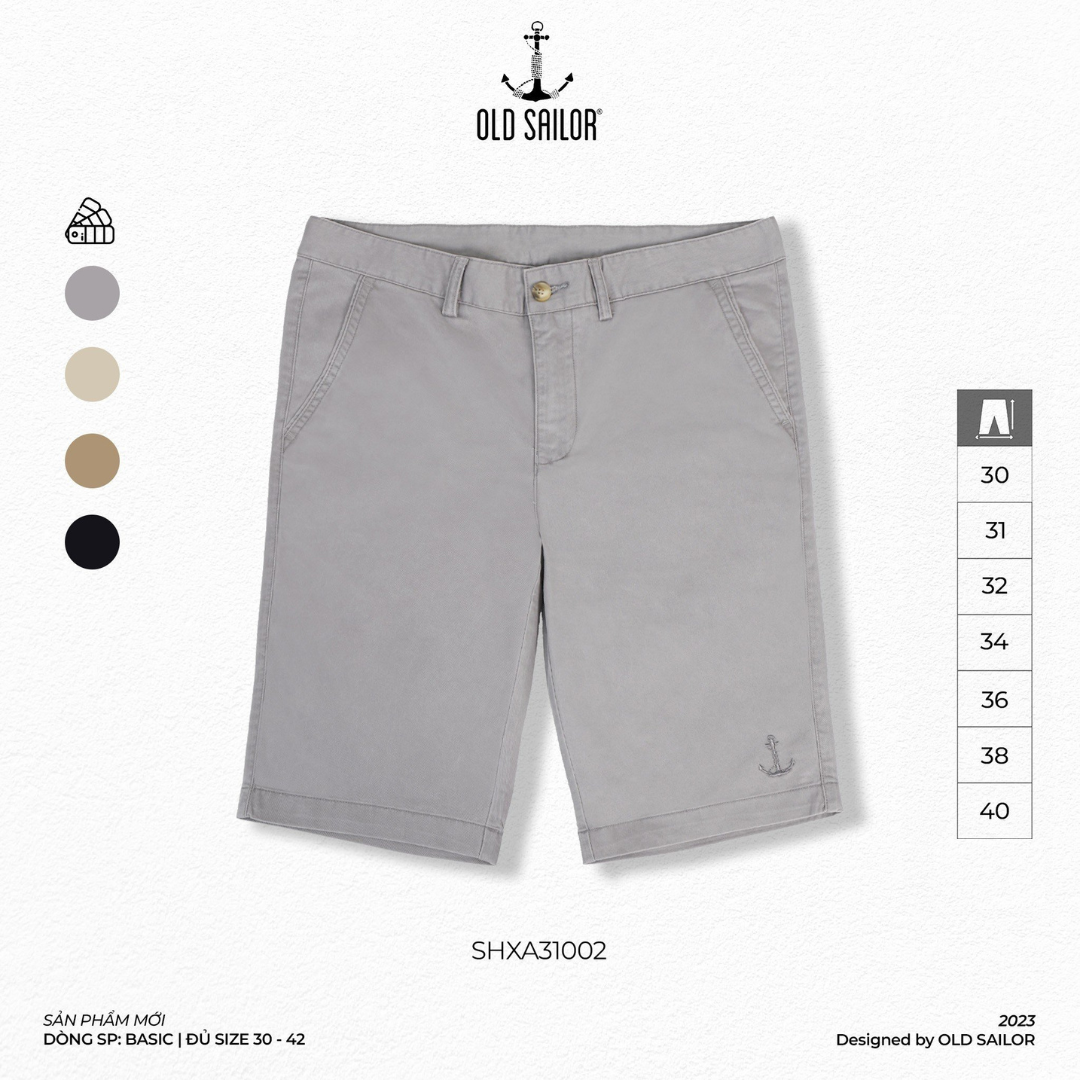 OLD SAILOR®
30
31
32
34
36
38
40
SHXA31002
SẢN PHẨM MỚI
DÒNG SP: BASIC | ĐỦ SIZE 30 - 42
2023
Designed by OLD SAILOR